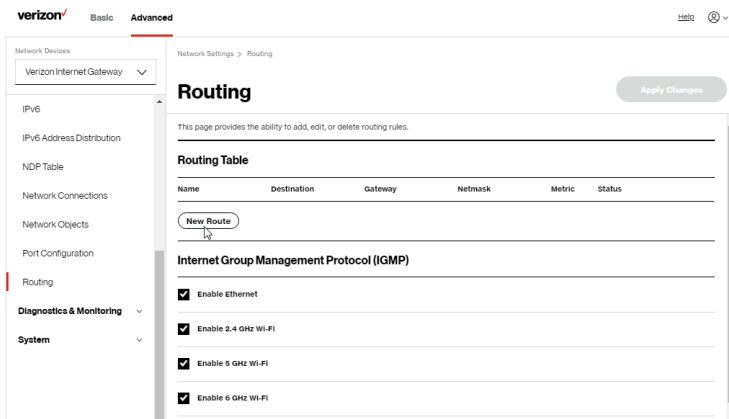 verizon✓
Basic Advanced
Help
Network Devices
Verizon Internet Gateway
IPv6
IPv6 Address Distribution
NDP Table
Network Connections
Network Objects
Port Configuration
Routing
Diagnostics & Monitoring
System
Network Settings > Routing
Routing
Apply Changes
This page provides the ability to add, edit, or delete routing rules.
Routing Table
Name Destination Gateway Netmask Metric Status
New Route
Internet Group Management Protocol (IGMP)
Enable Ethernet
Enable 2.4 GHz Wi-Fi
Enable 5 GHz Wi-Fi
Enable 6 GHz Wi-Fi